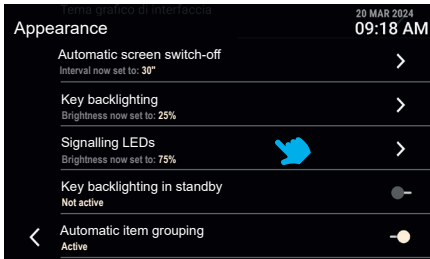 Tema grafico di interfaccia
20 MAR 2024
Appearance
09:18 AM
Automatic screen switch-off
Interval now set to: 30"
Key backlighting
Brightness now set to: 25%
Signalling LEDs
Brightness now set to: 75%
Key backlighting in standby
Not active
Automatic item grouping
Active